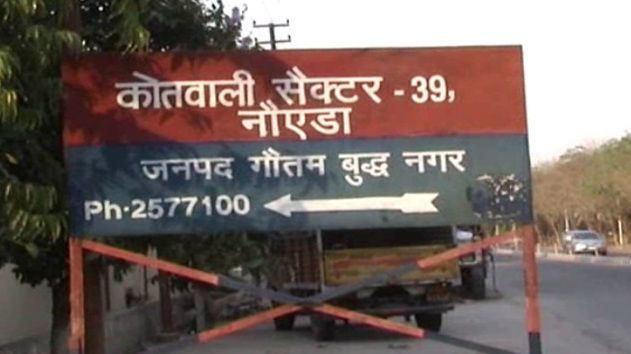 कोतवाली सैक्टर - 39,
नौएडा
जनपद गौतम बुद्ध नगर
Ph·2577100